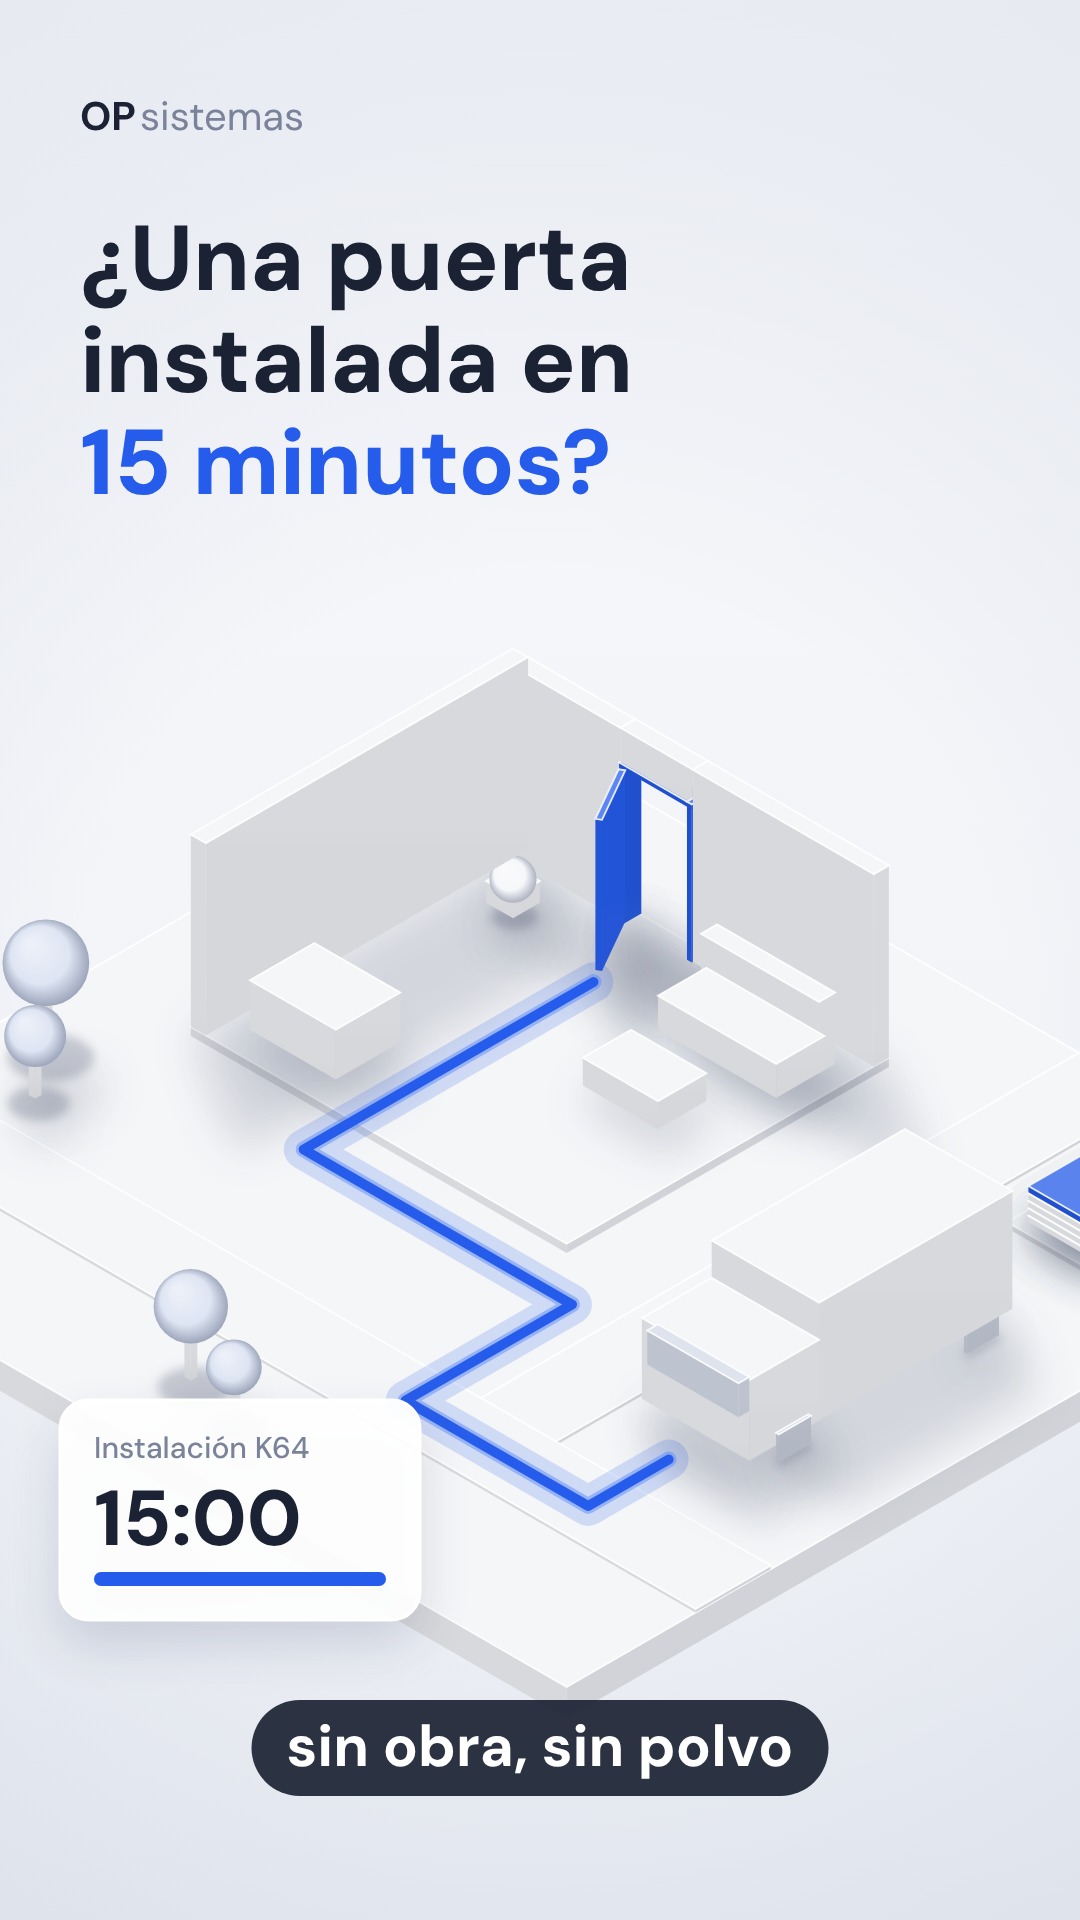 OP sistemas
¿Una puerta
instalada en
15 minutos?
Instalación K64
15:00
sin obra, sin polvo